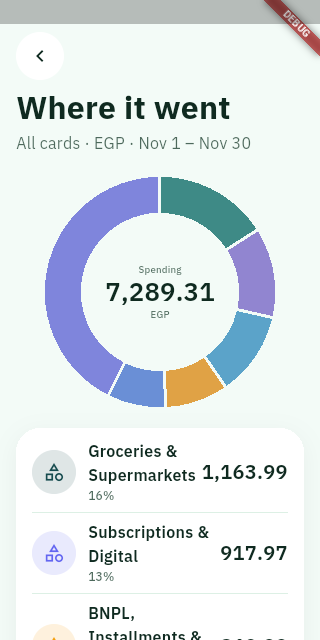 DEBUG
Where it went
All cards · EGP · Nov 1 – Nov 30
Spending
7,289.31
EGP
Groceries &
Supermarkets 1,163.99
16%
Subscriptions &
Digital 917.97
13%
BNPL,
Installments &